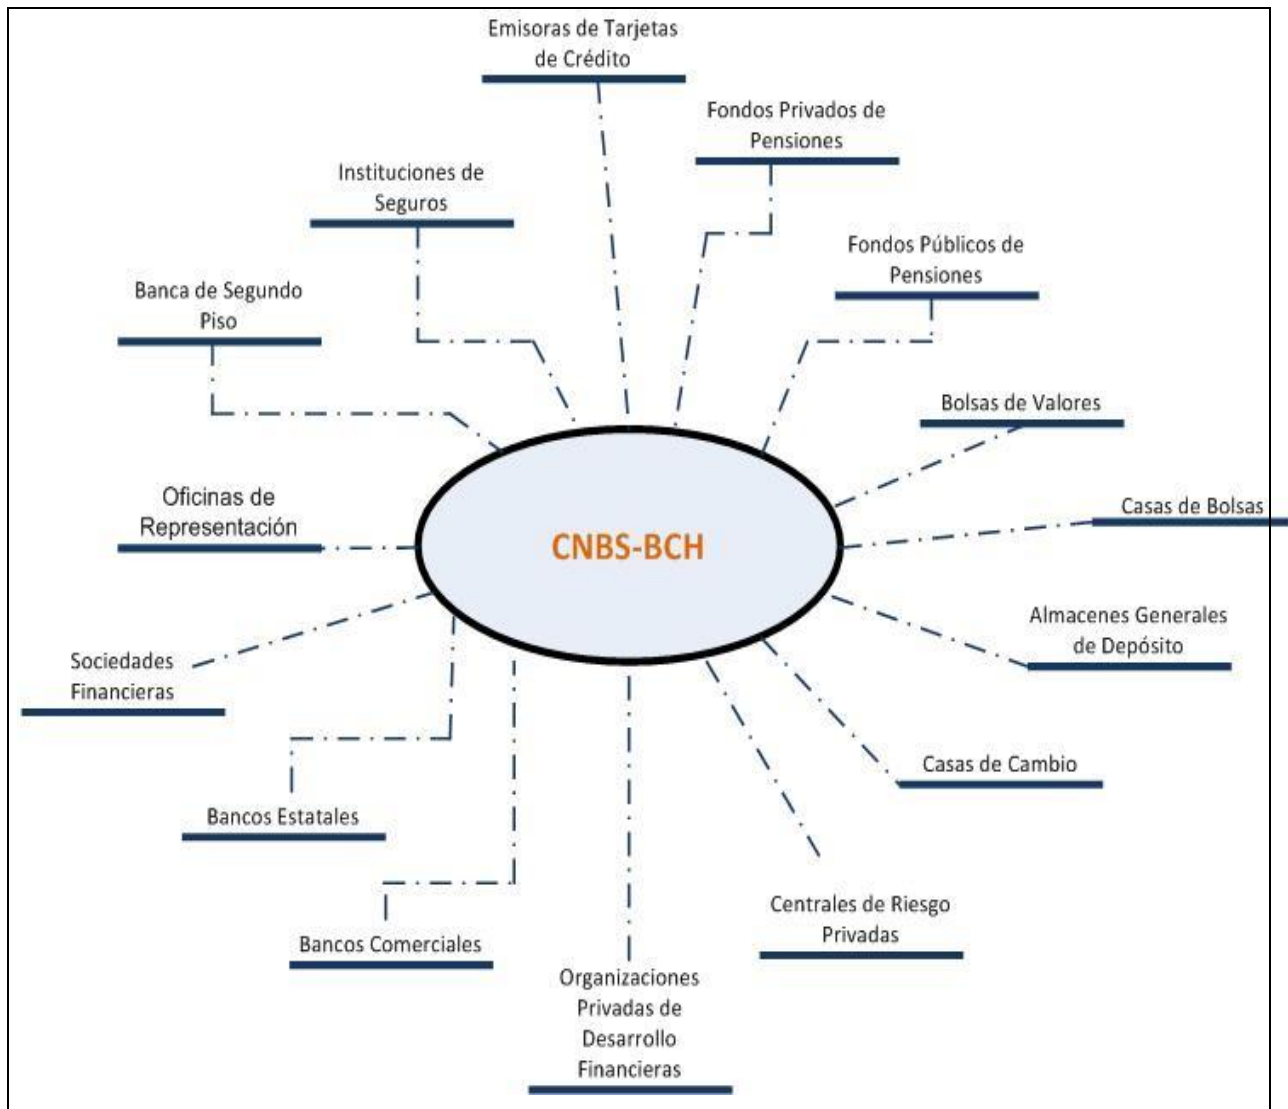 Emisoras de Tarjetas
de Crédito
Fondos Privados de
Pensiones
Instituciones de
Seguros
Fondos Públicos de
Pensiones
Banca de Segundo
Piso
Bolsas de Valores
Oficinas de
Representación
Casas de Bolsas
CNBS-BCH
Almacenes Generales
de Depósito
Sociedades
Financieras
Casas de Cambio
Bancos Estatales
Centrales de Riesgo
Privadas
Bancos Comerciales
Organizaciones
Privadas de
Desarrollo
Financieras